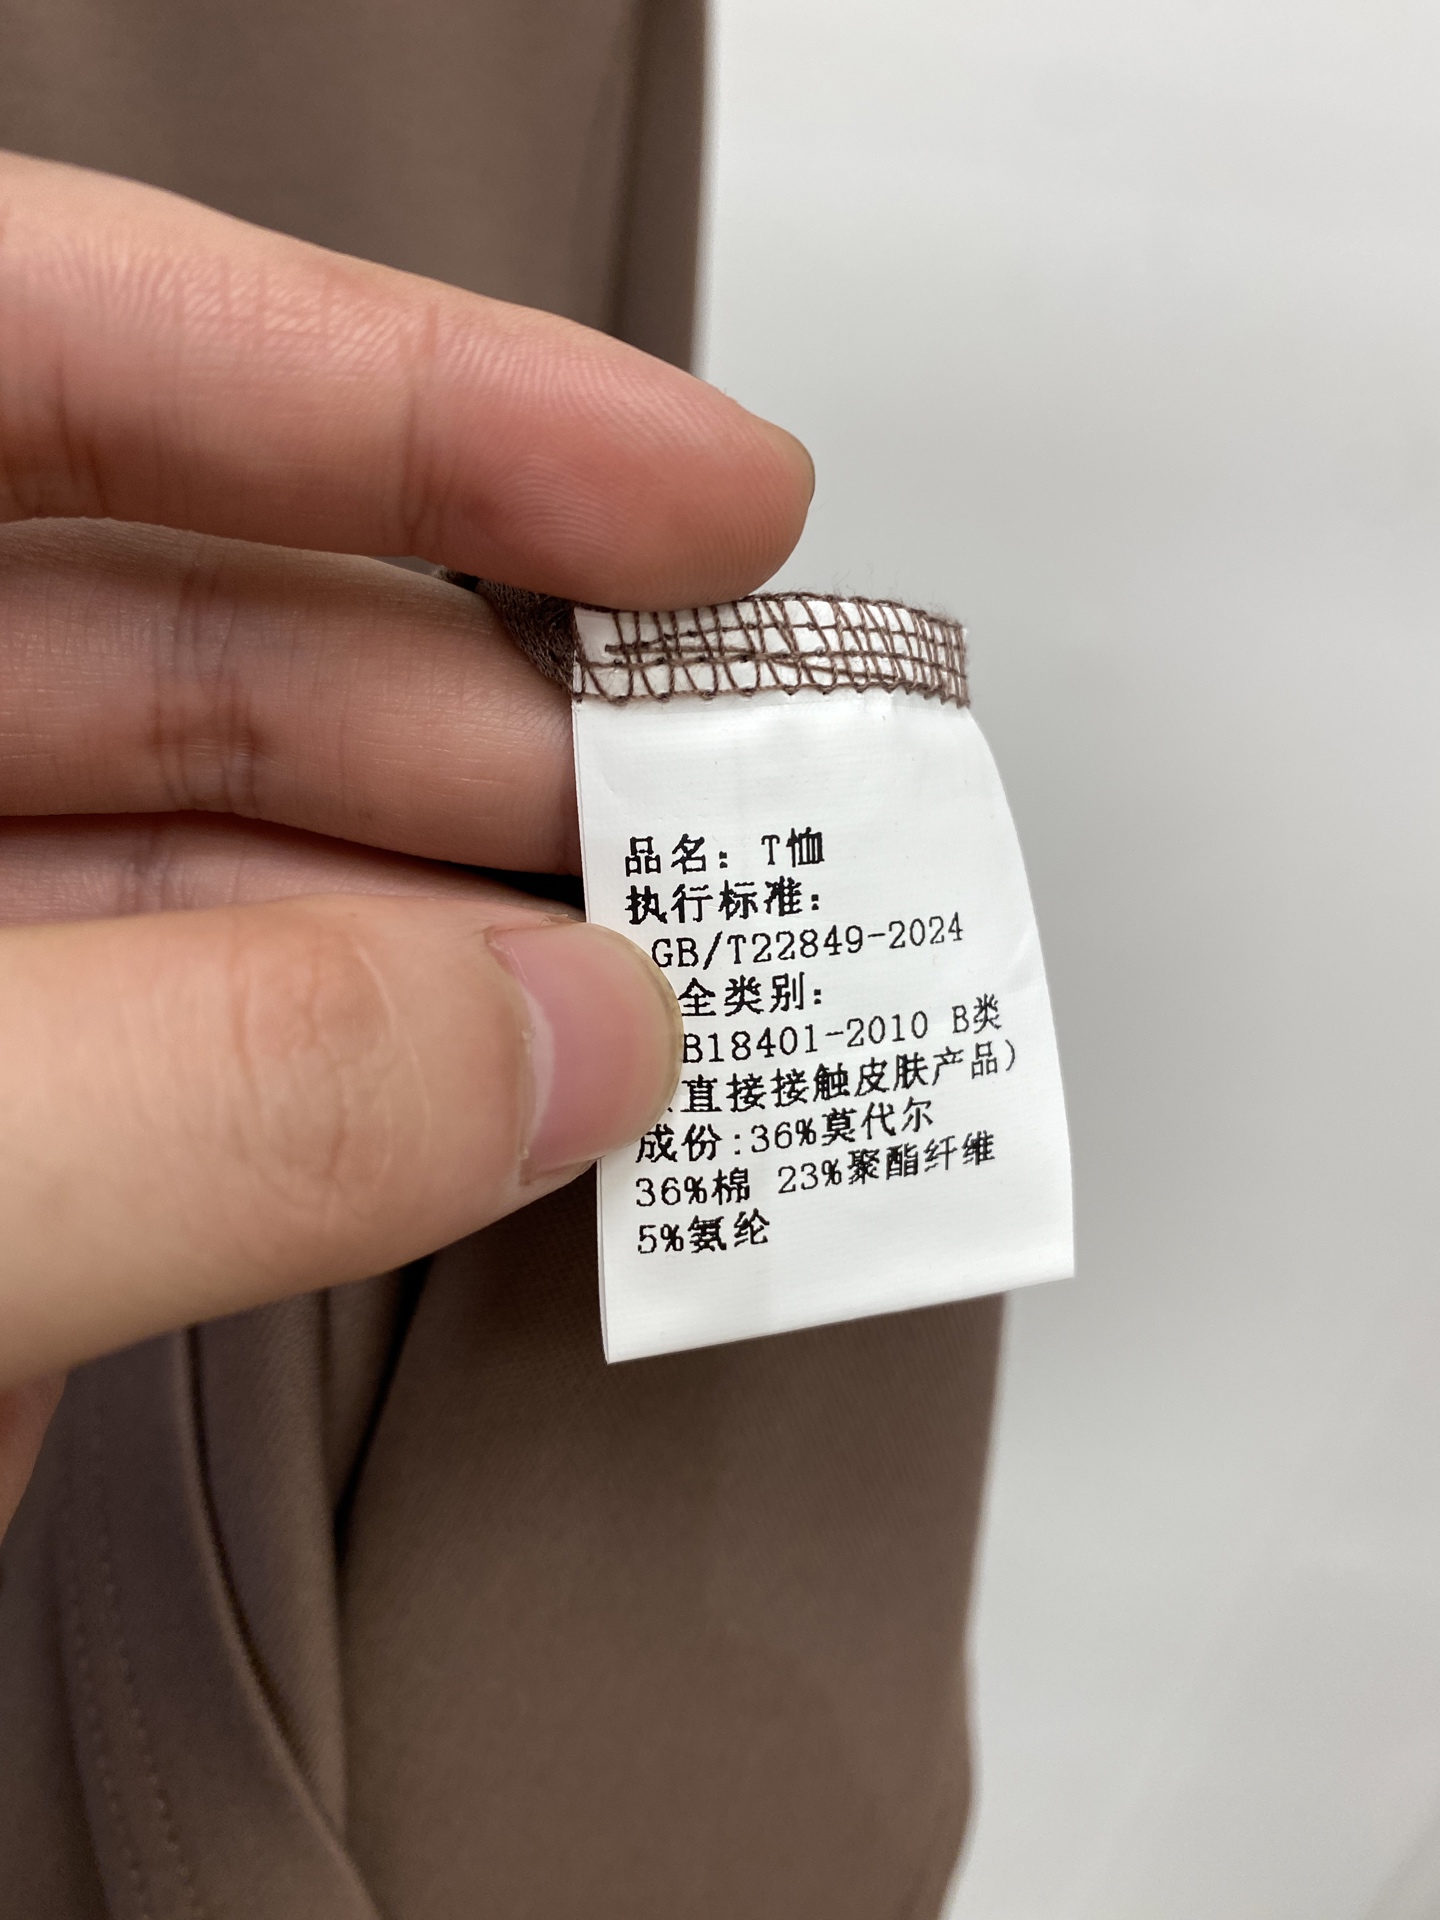 品名：T恤
执行标准：
GB/T22849-2024
全类别：
B18401-2010 B类
直接接触皮肤产品）
成份:36%莫代尔
36%棉 23%聚酯纤维
5%氨纶